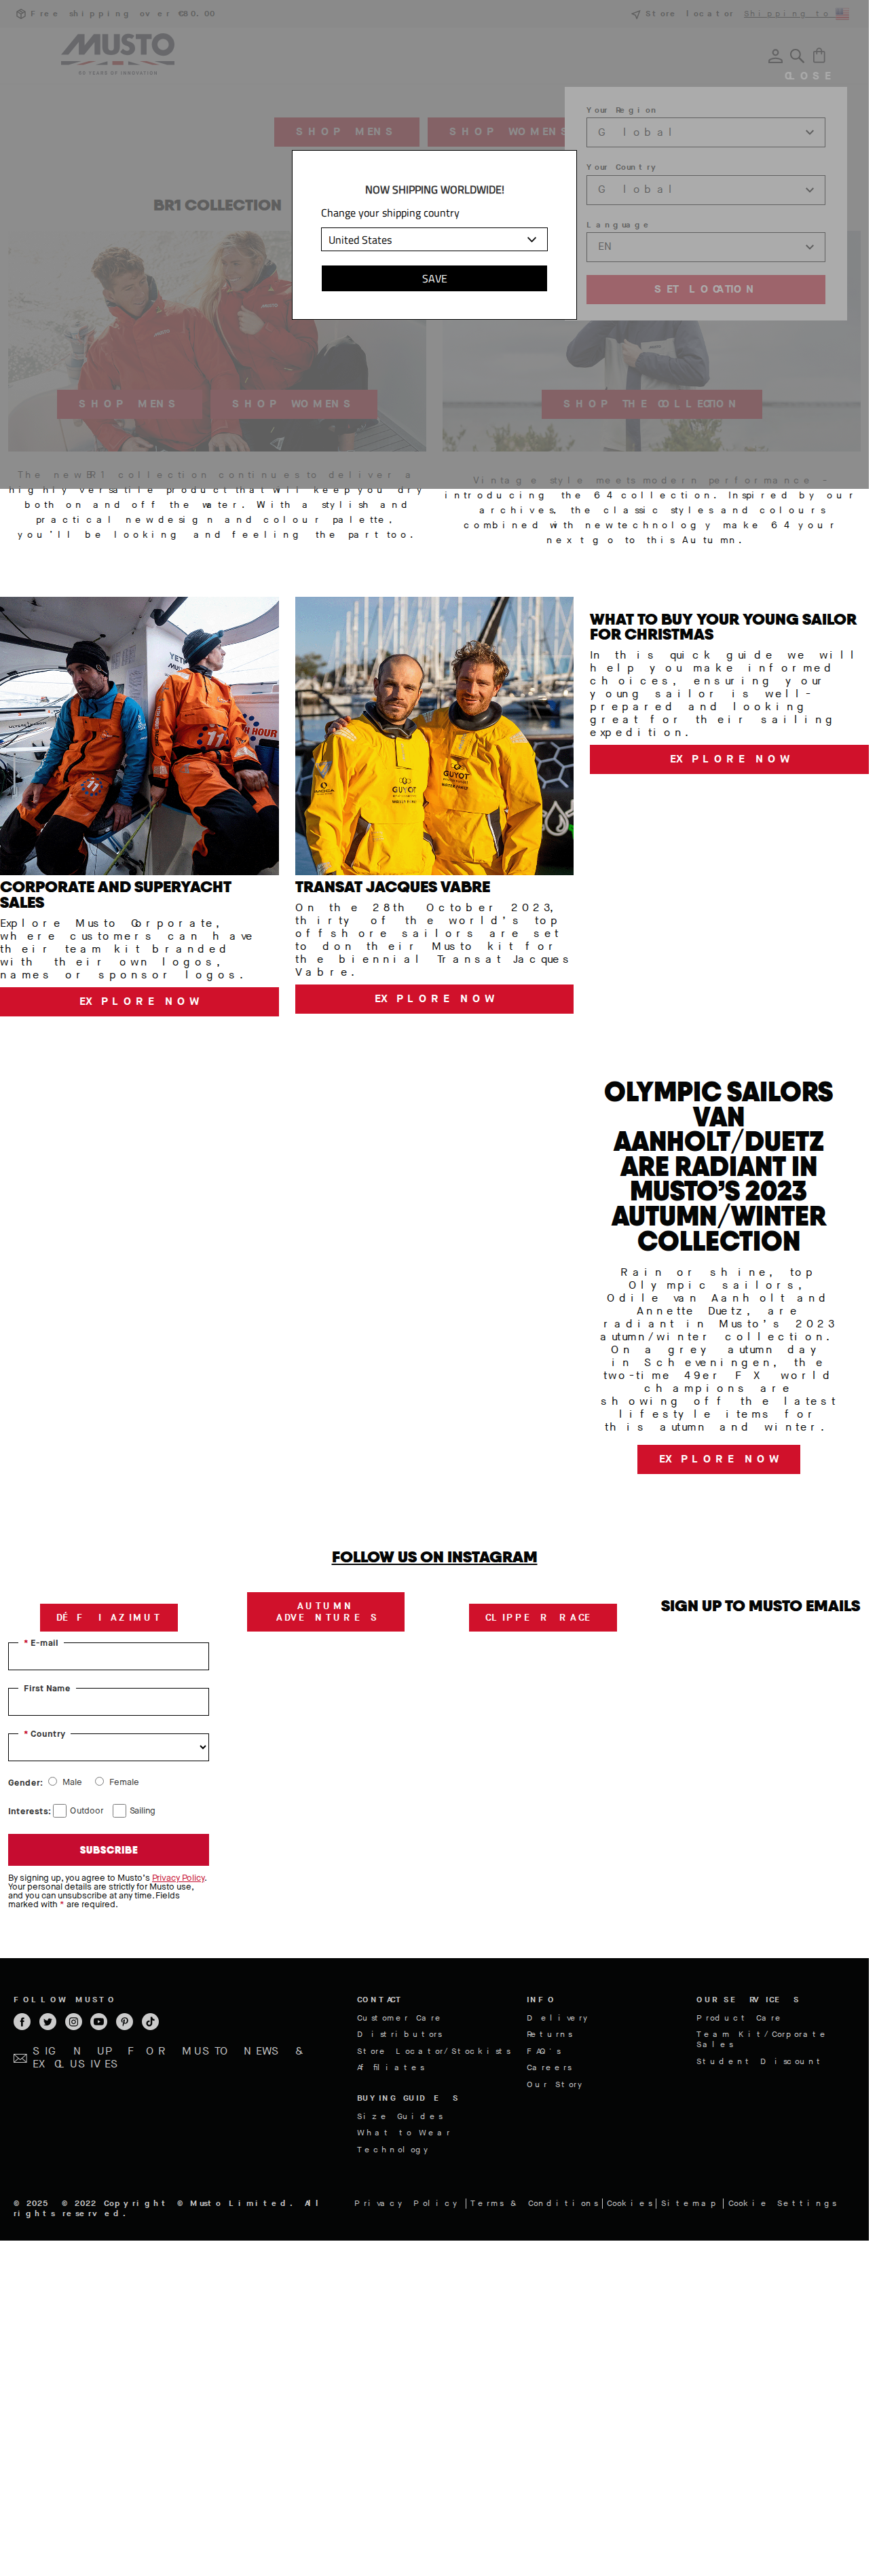 Free shipping over €80.00
Store locator Shipping to
MUSTO
60 YEARS OF INNOVATION
CLOSE
Your Region
Global
Your Country
Global
Language
EN
SET LOCATION
SHOP MENS
SHOP WOMENS
NOW SHIPPING WORLDWIDE!
Change your shipping country
United States
SAVE
BR1 COLLECTION
SHOP MENS
SHOP WOMENS
SHOP THE COLLECTION
The new BR1 collection continues to deliver a
highly versatile product that will keep you dry
both on and off the water. With a stylish and
practical new design and colour palette,
you'll be looking and feeling the part too.
Vintage style meets modern performance -
introducing the 64 collection. Inspired by our
archives, the classic styles and colours
combined with new technology make 64 your
next go to this Autumn.
CORPORATE AND SUPERYACHT
SALES
Explore Musto Corporate,
where customers can have
their team kit branded
with their own logos,
names or sponsor logos.
EXPLORE NOW
TRANSAT JACQUES VABRE
On the 28th October 2023,
thirty of the world's top
offshore sailors are set
to don their Musto kit for
the biennial Transat Jacques
Vabre.
EXPLORE NOW
WHAT TO BUY YOUR YOUNG SAILOR
FOR CHRISTMAS
In this quick guide we will
help you make informed
choices, ensuring your
young sailor is well-
prepared and looking
great for their sailing
expedition.
EXPLORE NOW
OLYMPIC SAILORS
VAN
AANHOLT/DUETZ
ARE RADIANT IN
MUSTO’S 2023
AUTUMN/WINTER
COLLECTION
Rain or shine, top
Olympic sailors,
Odile van Aanholt and
Annette Duetz, are
radiant in Musto's 2023
autumn/winter collection.
On a grey autumn day
in Scheveningen, the
two-time 49er FX world
champions are
showing off the latest
lifestyle items for
this autumn and winter.
EXPLORE NOW
FOLLOW US ON INSTAGRAM
DÉFI AZIMUT
AUTUMN
ADVENTURES
CLIPPER RACE
SIGN UP TO MUSTO EMAILS
* E-mail
First Name
* Country
Gender: Male Female
Interests: Outdoor Sailing
SUBSCRIBE
By signing up, you agree to Musto's Privacy Policy.
Your personal details are strictly for Musto use,
and you can unsubscribe at any time. Fields
marked with * are required.
FOLLOW MUSTO
SIGN UP FOR MUSTO NEWS &
EXCLUSIVES
CONTACT
Customer Care
Distributors
Store Locator/Stockists
Affiliates
BUYING GUIDES
Size Guides
What to Wear
Technology
INFO
Delivery
Returns
FAQ's
Careers
Our Story
OUR SERVICES
Product Care
Team Kit/Corporate
Sales
Student Discount
© 2025 © 2022 Copyright © Musto Limited. All
rights reserved.
Privacy Policy | Terms & Conditions | Cookies | Sitemap | Cookie Settings